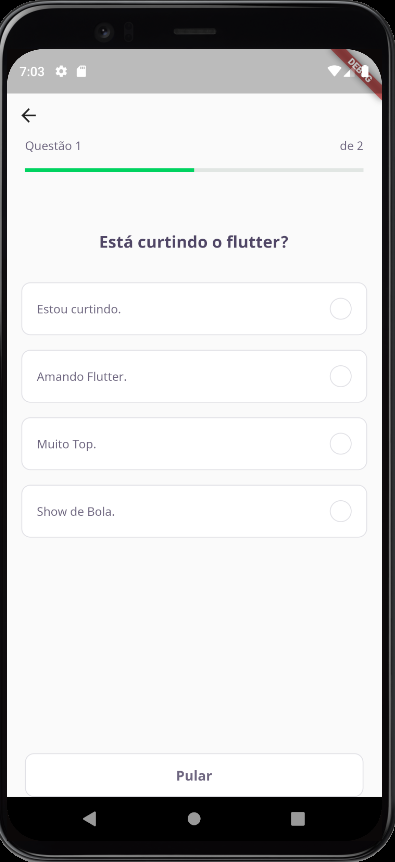 7:03
DEBUG
Questão 1
de 2
Está curtindo o flutter?
Estou curtindo.
Amando Flutter.
Muito Top.
Show de Bola.
Pular